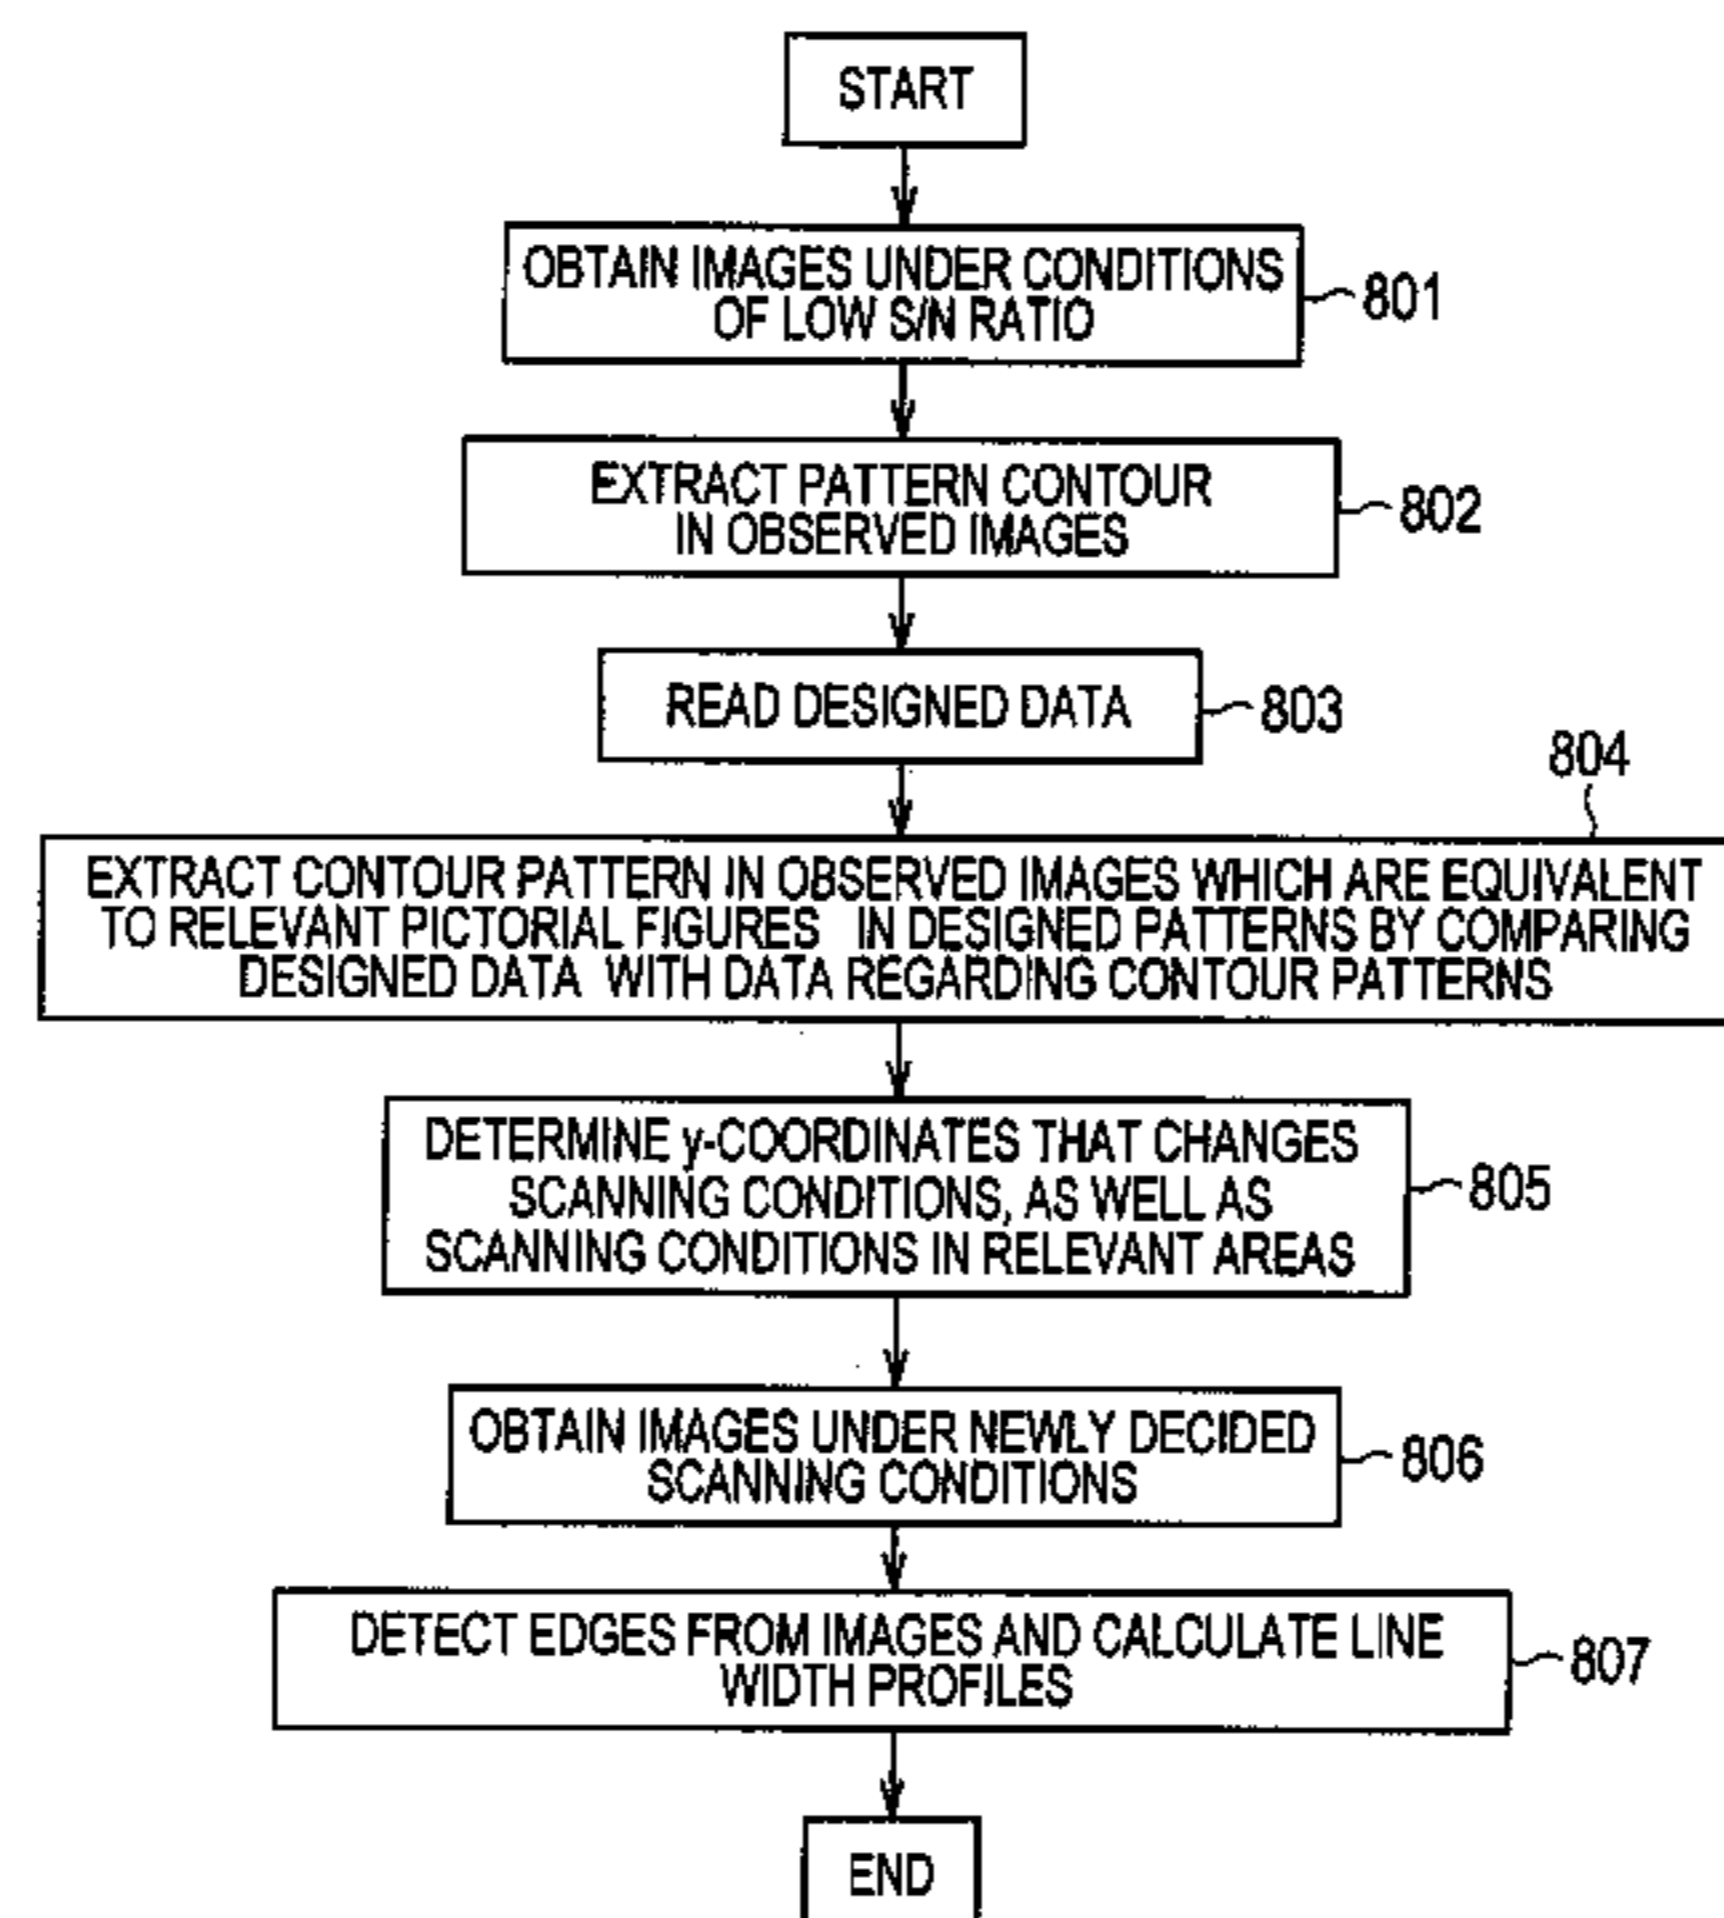 START
OBTAIN IMAGES UNDER CONDITIONS
OF LOW S/N RATIO
801
EXTRACT PATTERN CONTOUR
IN OBSERVED IMAGES
802
READ DESIGNED DATA
803
804
EXTRACT CONTOUR PATTERN IN OBSERVED IMAGES WHICH ARE EQUIVALENT
TO RELEVANT PICTORIAL FIGURES IN DESIGNED PATTERNS BY COMPARING
DESIGNED DATA WITH DATA REGARDING CONTOUR PATTERNS
DETERMINE y-COORDINATES THAT CHANGES
SCANNING CONDITIONS, AS WELL AS
SCANNING CONDITIONS IN RELEVANT AREAS
805
OBTAIN IMAGES UNDER NEWLY DECIDED
SCANNING CONDITIONS
806
DETECT EDGES FROM IMAGES AND CALCULATE LINE
WIDTH PROFILES
807
END